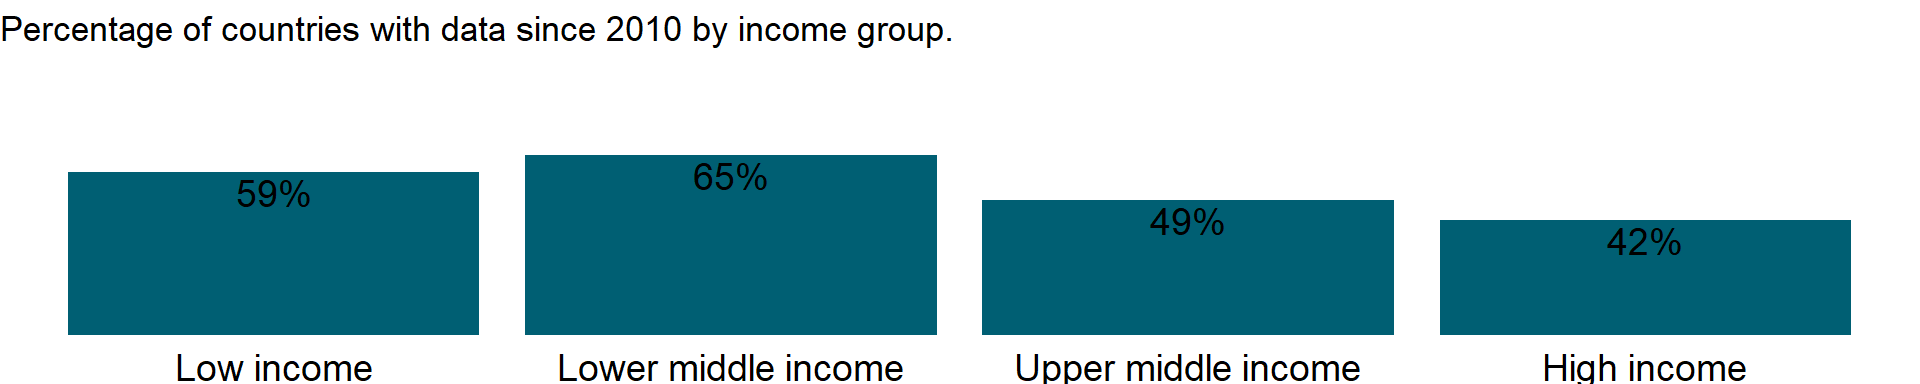 Percentage of countries with data since 2010 by income group.
59%
65%
49%
42%
Low income
Lower middle income
Upper middle income
High income